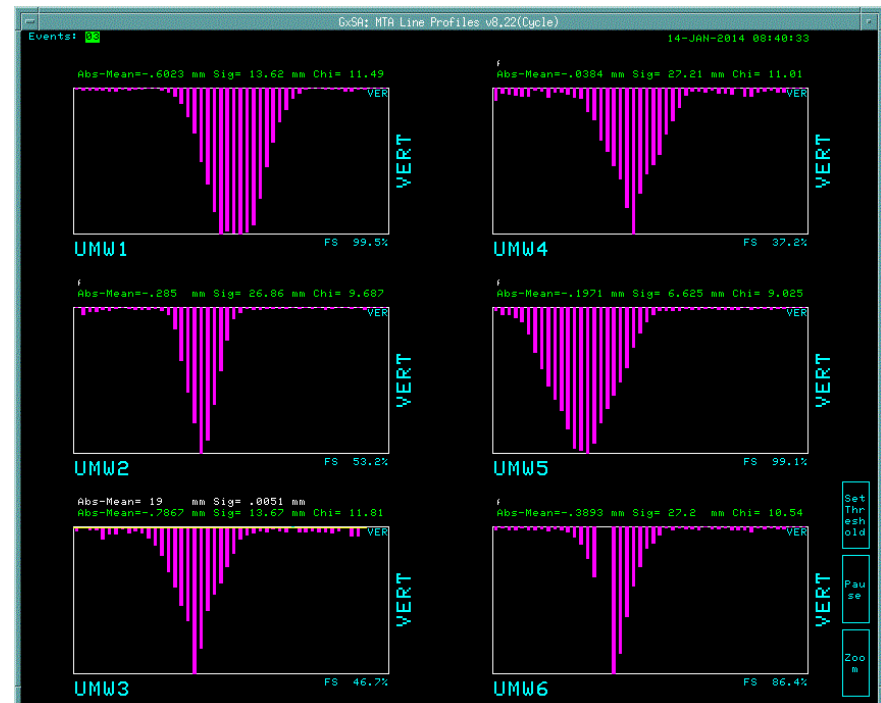 GxSA: MTA Line Profiles v8.22(Cycle)
Events: 03
14-JAN-2014 08:40:33
Abs-Mean=-.6023 mm Sig= 13.62 mm Chi= 11.49
VER
VERT
UMW1
FS 99.5%
f
Abs-Mean=-.0384 mm Sig= 27.21 mm Chi= 11.01
VER
VERT
UMW4
FS 37.2%
f
Abs-Mean=-.285 mm Sig= 26.86 mm Chi= 9.687
VER
VERT
UMW2
FS 53.2%
f
Abs-Mean=-.1971 mm Sig= 6.625 mm Chi= 9.025
VER
VERT
UMW5
FS 99.1%
Abs-Mean= 19 mm Sig= .0051 mm
Abs-Mean=-.7867 mm Sig= 13.67 mm Chi= 11.81
VER
VERT
UMW3
FS 46.7%
f
Abs-Mean=-.3893 mm Sig= 27.2 mm Chi= 10.54
VER
VERT
UMW6
FS 86.4%
Set
Thr
esh
old
Pau
se
Zoo
m